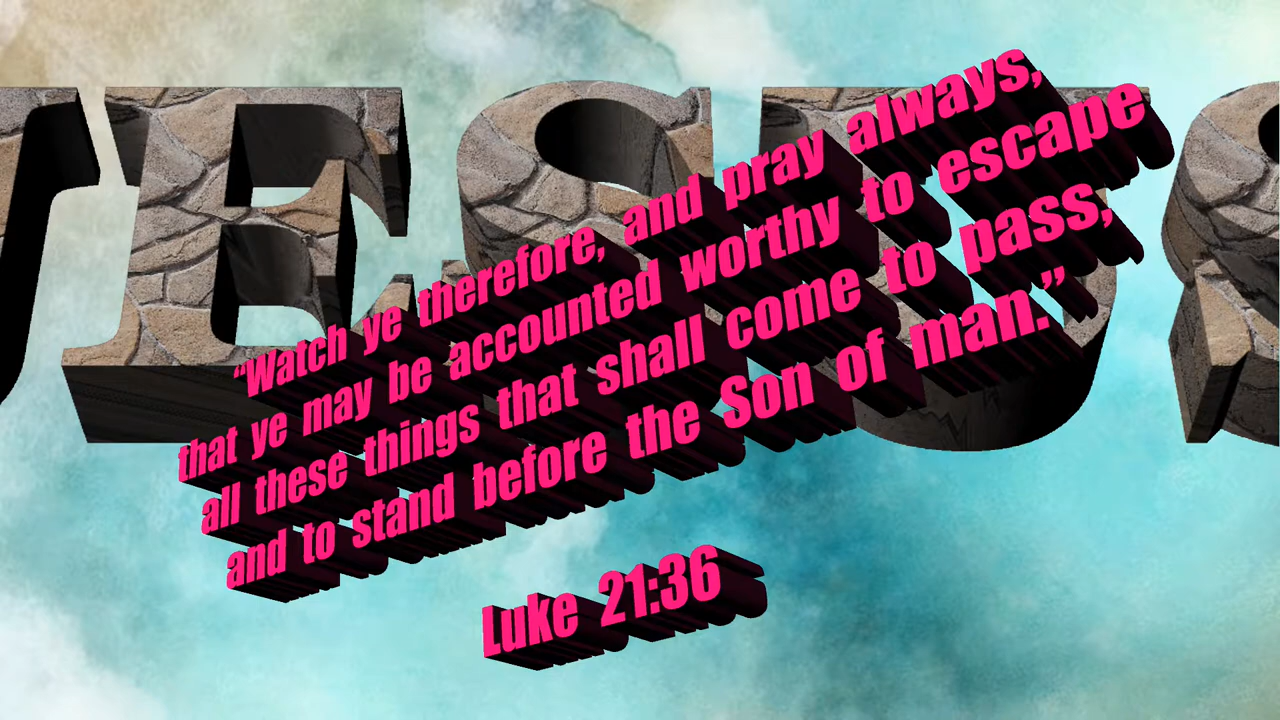 JESUS
“Watch ye therefore, and pray always,
that ye may be accounted worthy to escape
all these things that shall come to pass,
and to stand before the Son of man.”
Luke 21:36